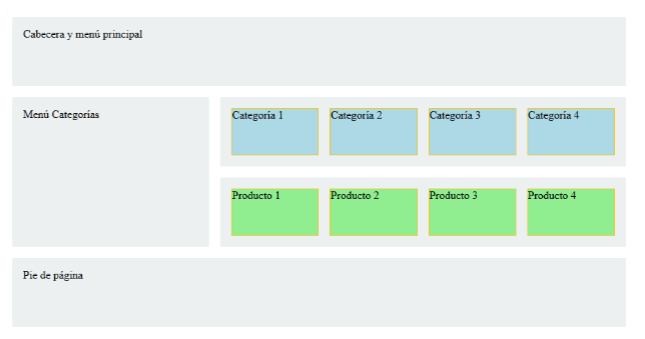 Cabecera y menú principal
Menú Categorías
Categoría 1
Categoría 2
Categoría 3
Categoría 4
Producto 1
Producto 2
Producto 3
Producto 4
Pie de página